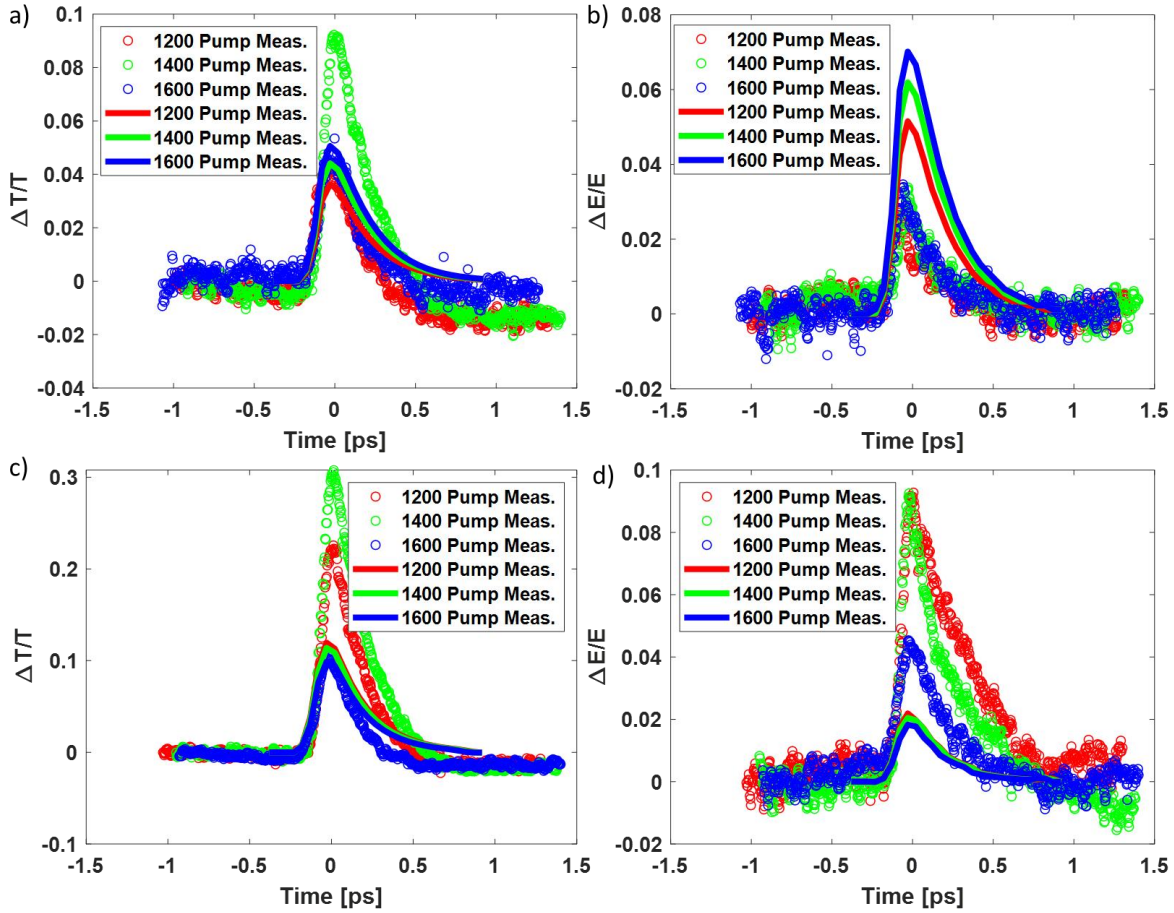 a)
1200 Pump Meas.
1400 Pump Meas.
1600 Pump Meas.
1200 Pump Meas.
1400 Pump Meas.
1600 Pump Meas.
0.1
0.08
0.06
0.04
0.02
0
-0.02
-0.04
ΔT/T
-1.5 -1 -0.5 0 0.5 1 1.5
Time [ps]
b)
1200 Pump Meas.
1400 Pump Meas.
1600 Pump Meas.
1200 Pump Meas.
1400 Pump Meas.
1600 Pump Meas.
0.08
0.06
0.04
0.02
0
-0.02
ΔE/E
-1.5 -1 -0.5 0 0.5 1 1.5
Time [ps]
c)
1200 Pump Meas.
1400 Pump Meas.
1600 Pump Meas.
1200 Pump Meas.
1400 Pump Meas.
1600 Pump Meas.
0.3
0.2
0.1
0
-0.1
ΔT/T
-1.5 -1 -0.5 0 0.5 1 1.5
Time [ps]
d)
1200 Pump Meas.
1400 Pump Meas.
1600 Pump Meas.
1200 Pump Meas.
1400 Pump Meas.
1600 Pump Meas.
0.1
0.08
0.06
0.04
0.02
0
-0.02
ΔE/E
-1.5 -1 -0.5 0 0.5 1 1.5
Time [ps]